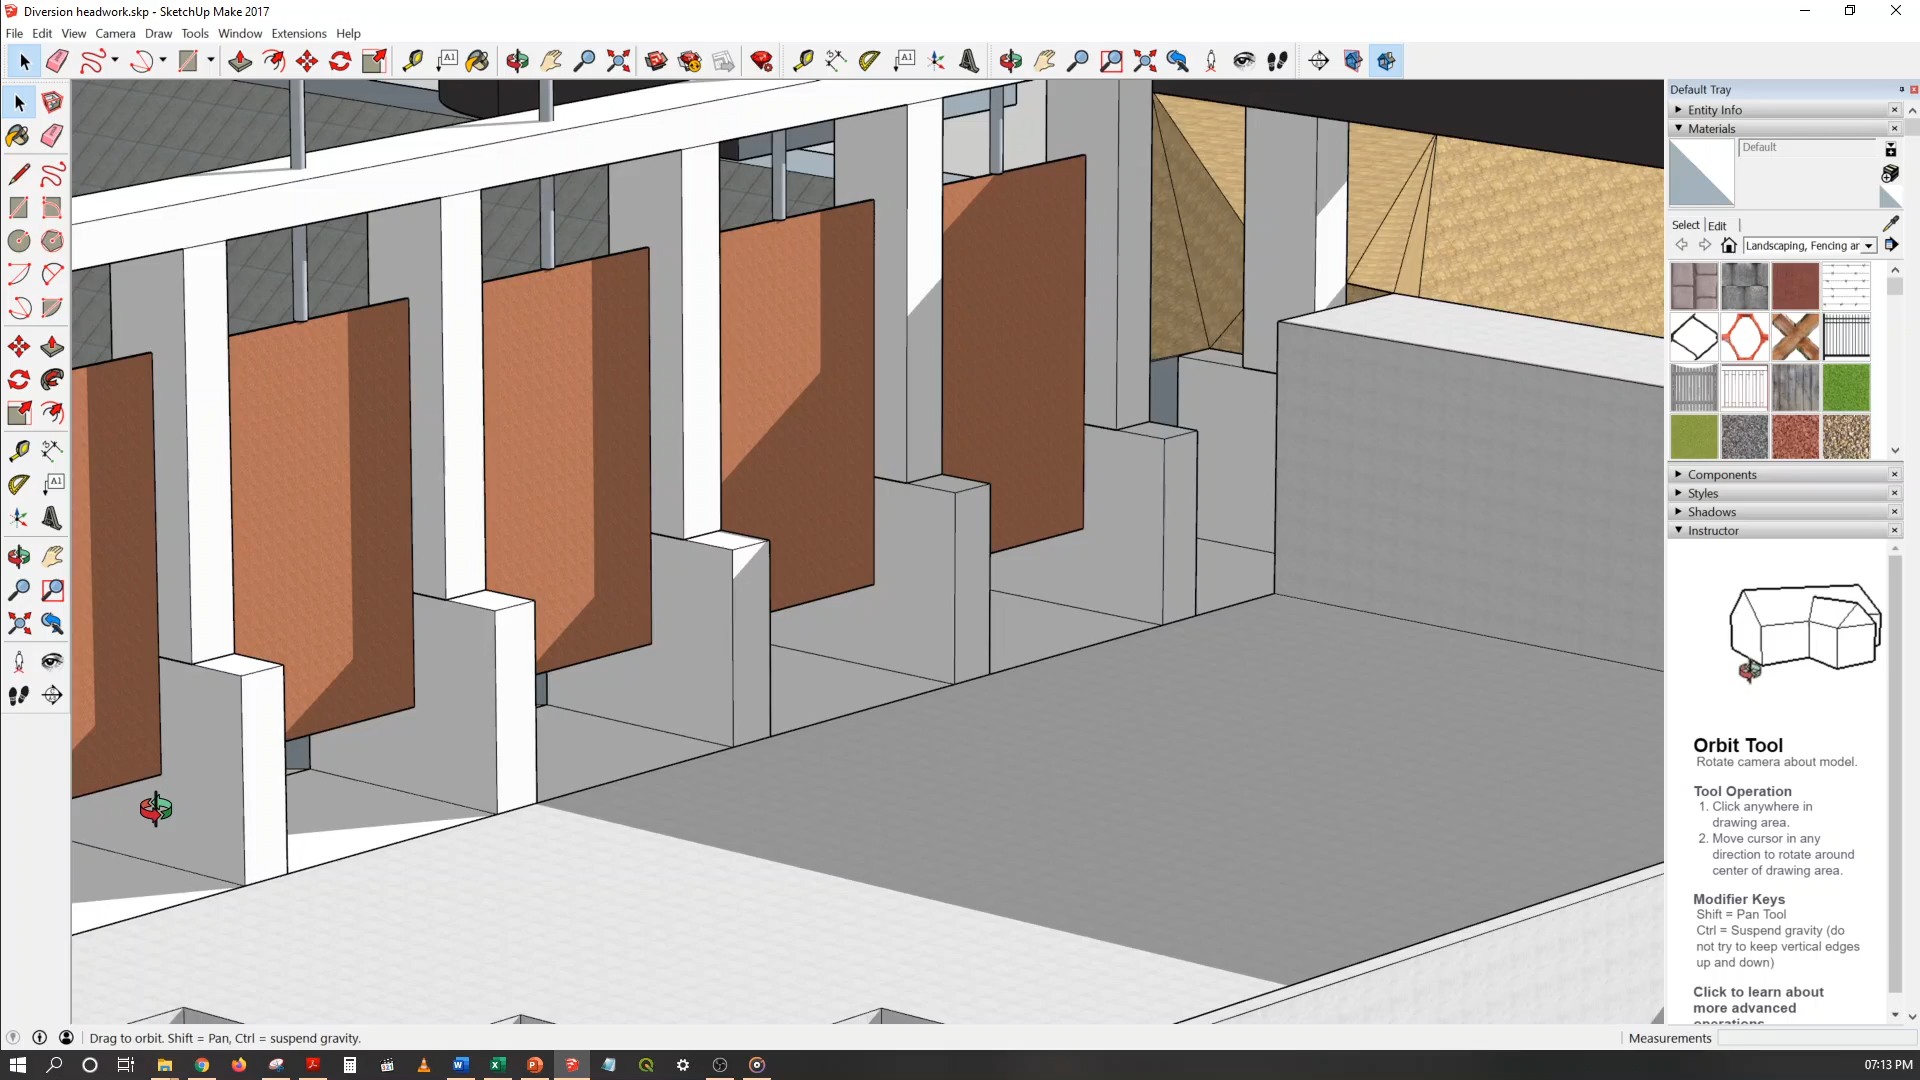 Diversion headwork.skp - SketchUp Make 2017
File Edit View Camera Draw Tools Window Extensions Help
A1
A1
Default Tray
Entity Info
Materials
Default
Select Edit
Landscaping, Fencing ar
Components
Styles
Shadows
Instructor
A1
Orbit Tool
Rotate camera about model.
Tool Operation
1. Click anywhere in
drawing area.
2. Move cursor in any
direction to rotate around
center of drawing area.
Modifier Keys
Shift = Pan Tool
Ctrl = Suspend gravity (do
not try to keep vertical edges
up and down)
Click to learn about
more advanced
operations
Drag to orbit. Shift = Pan, Ctrl = suspend gravity.
Measurements
07:13 PM